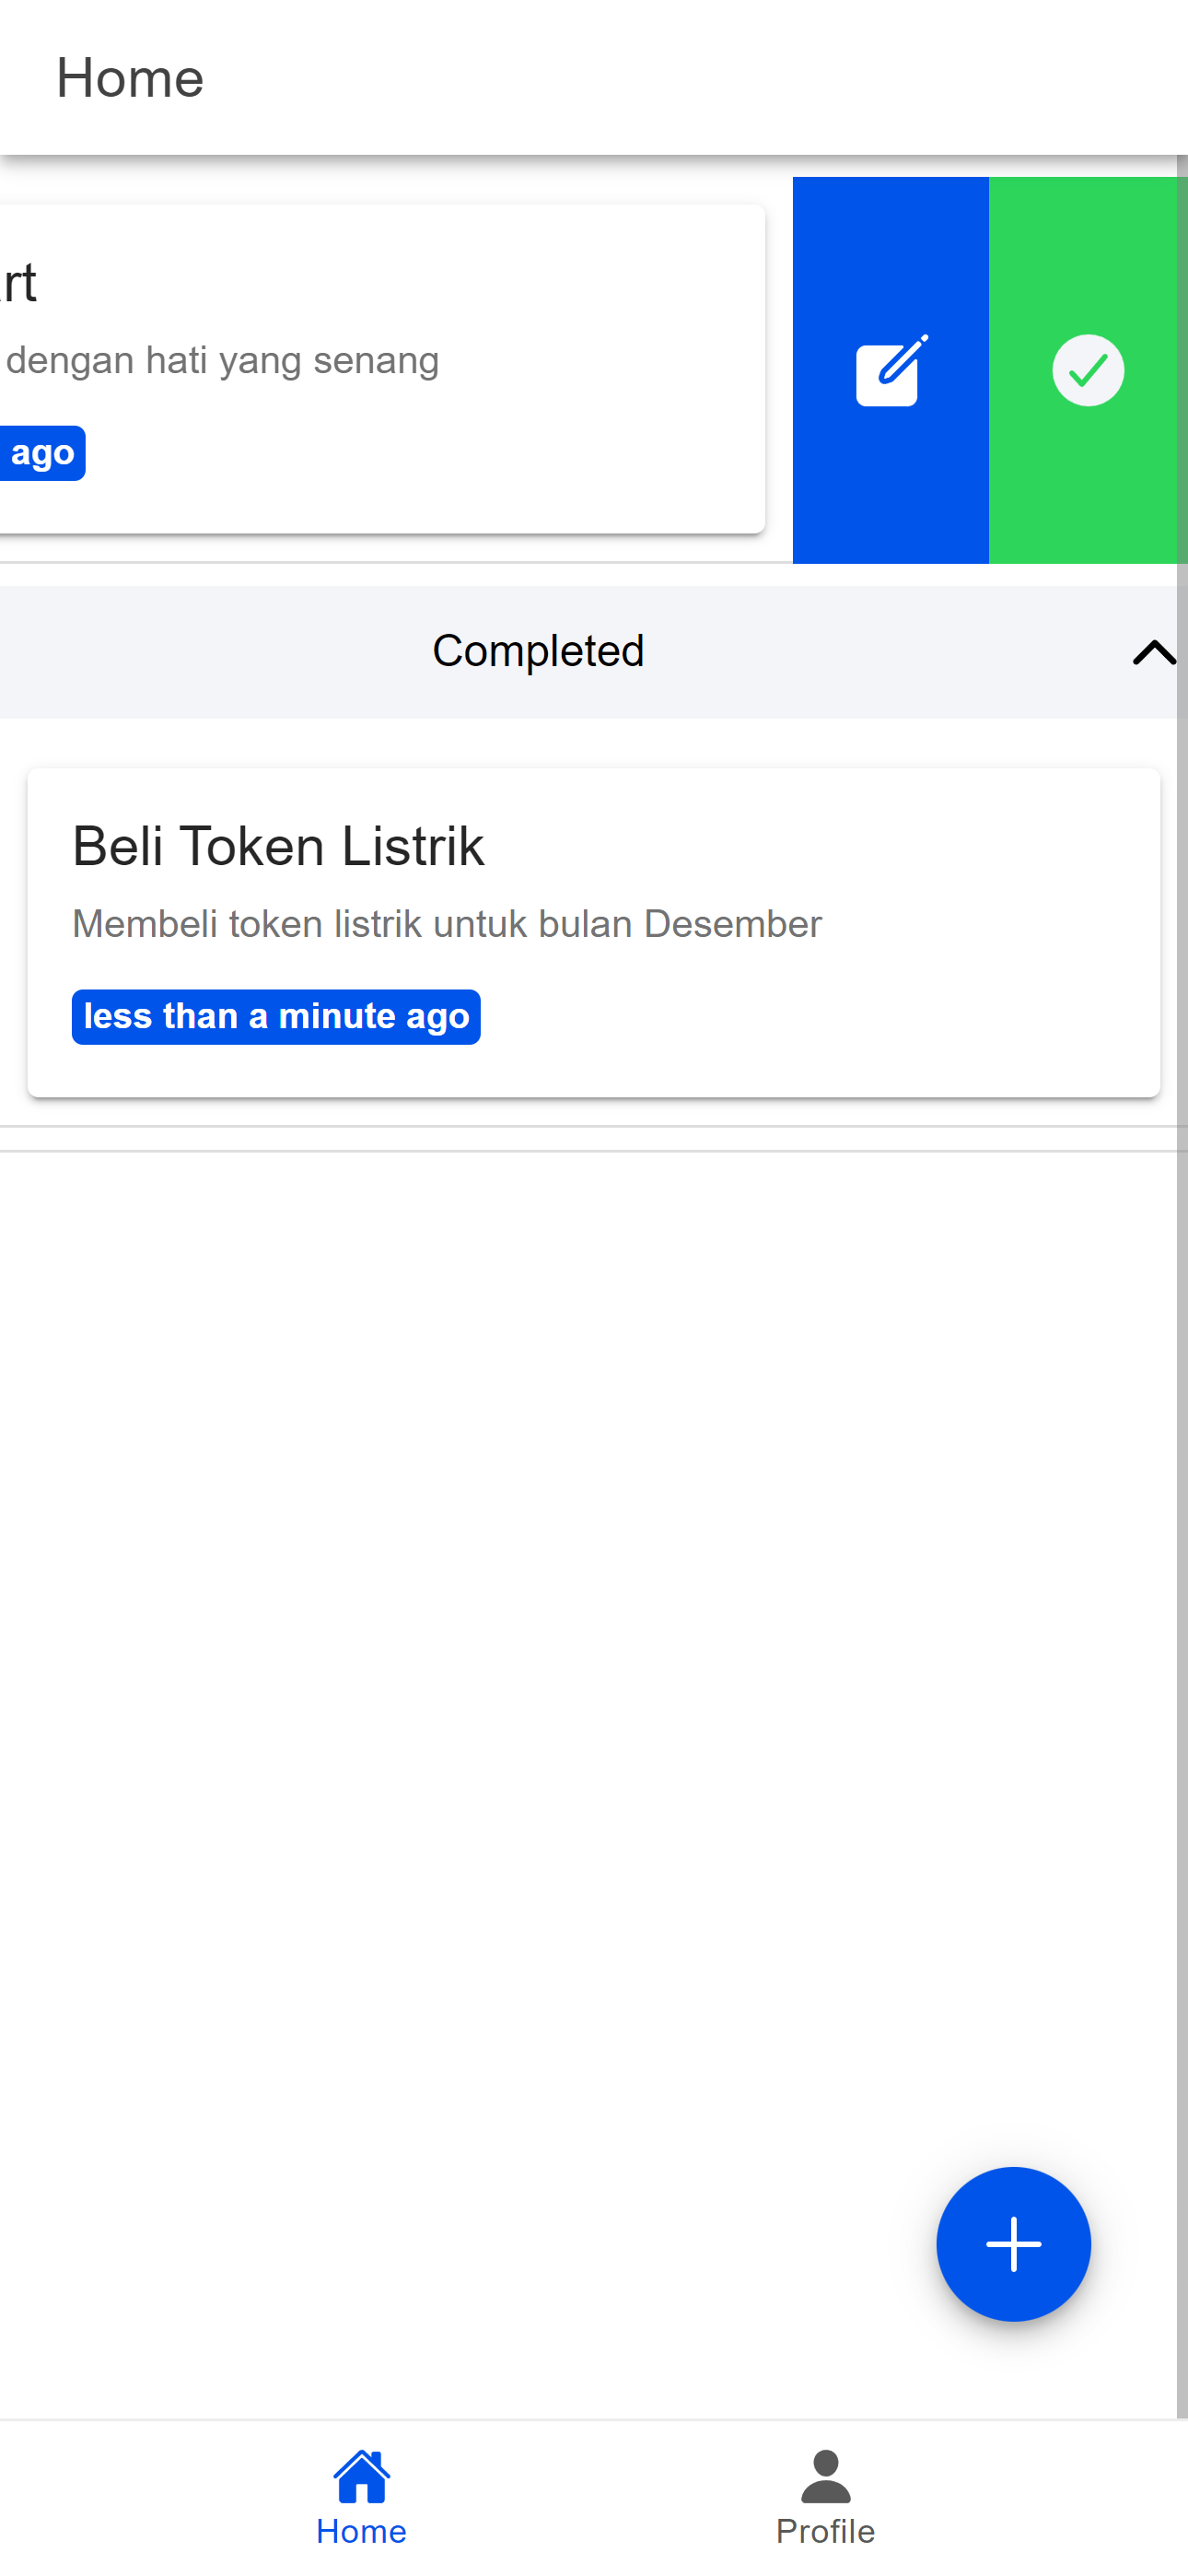 Home
rt
dengan hati yang senang
ago
Completed
Beli Token Listrik
Membeli token listrik untuk bulan Desember
less than a minute ago
Home
Profile